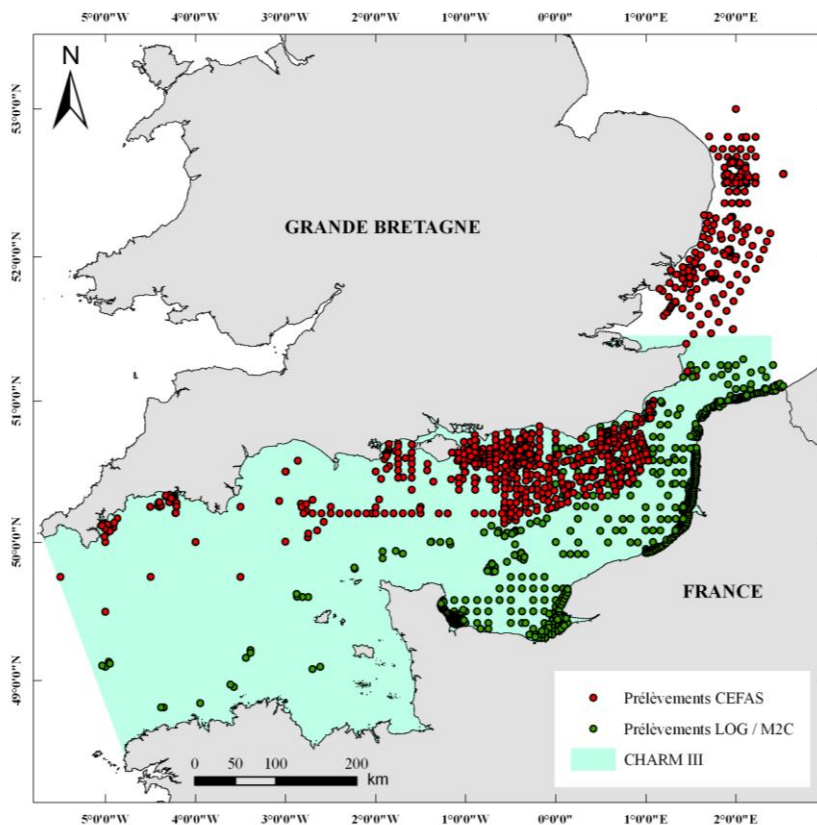 5°0'0"W 4°0'0"W 3°0'0"W 2°0'0"W 1°0'0"W 0°0'0" 1°0'0"E 2°0'0"E
N
53°0'0"N
GRANDE BRETAGNE
52°0'0"N
51°0'0"N
50°0'0"N
FRANCE
49°0'0"N
Prélèvements CEFAS
Prélèvements LOG / M2C
CHARM III
0 50 100 200
km
5°0'0"W 4°0'0"W 3°0'0"W 2°0'0"W 1°0'0"W 0°0'0" 1°0'0"E 2°0'0"E